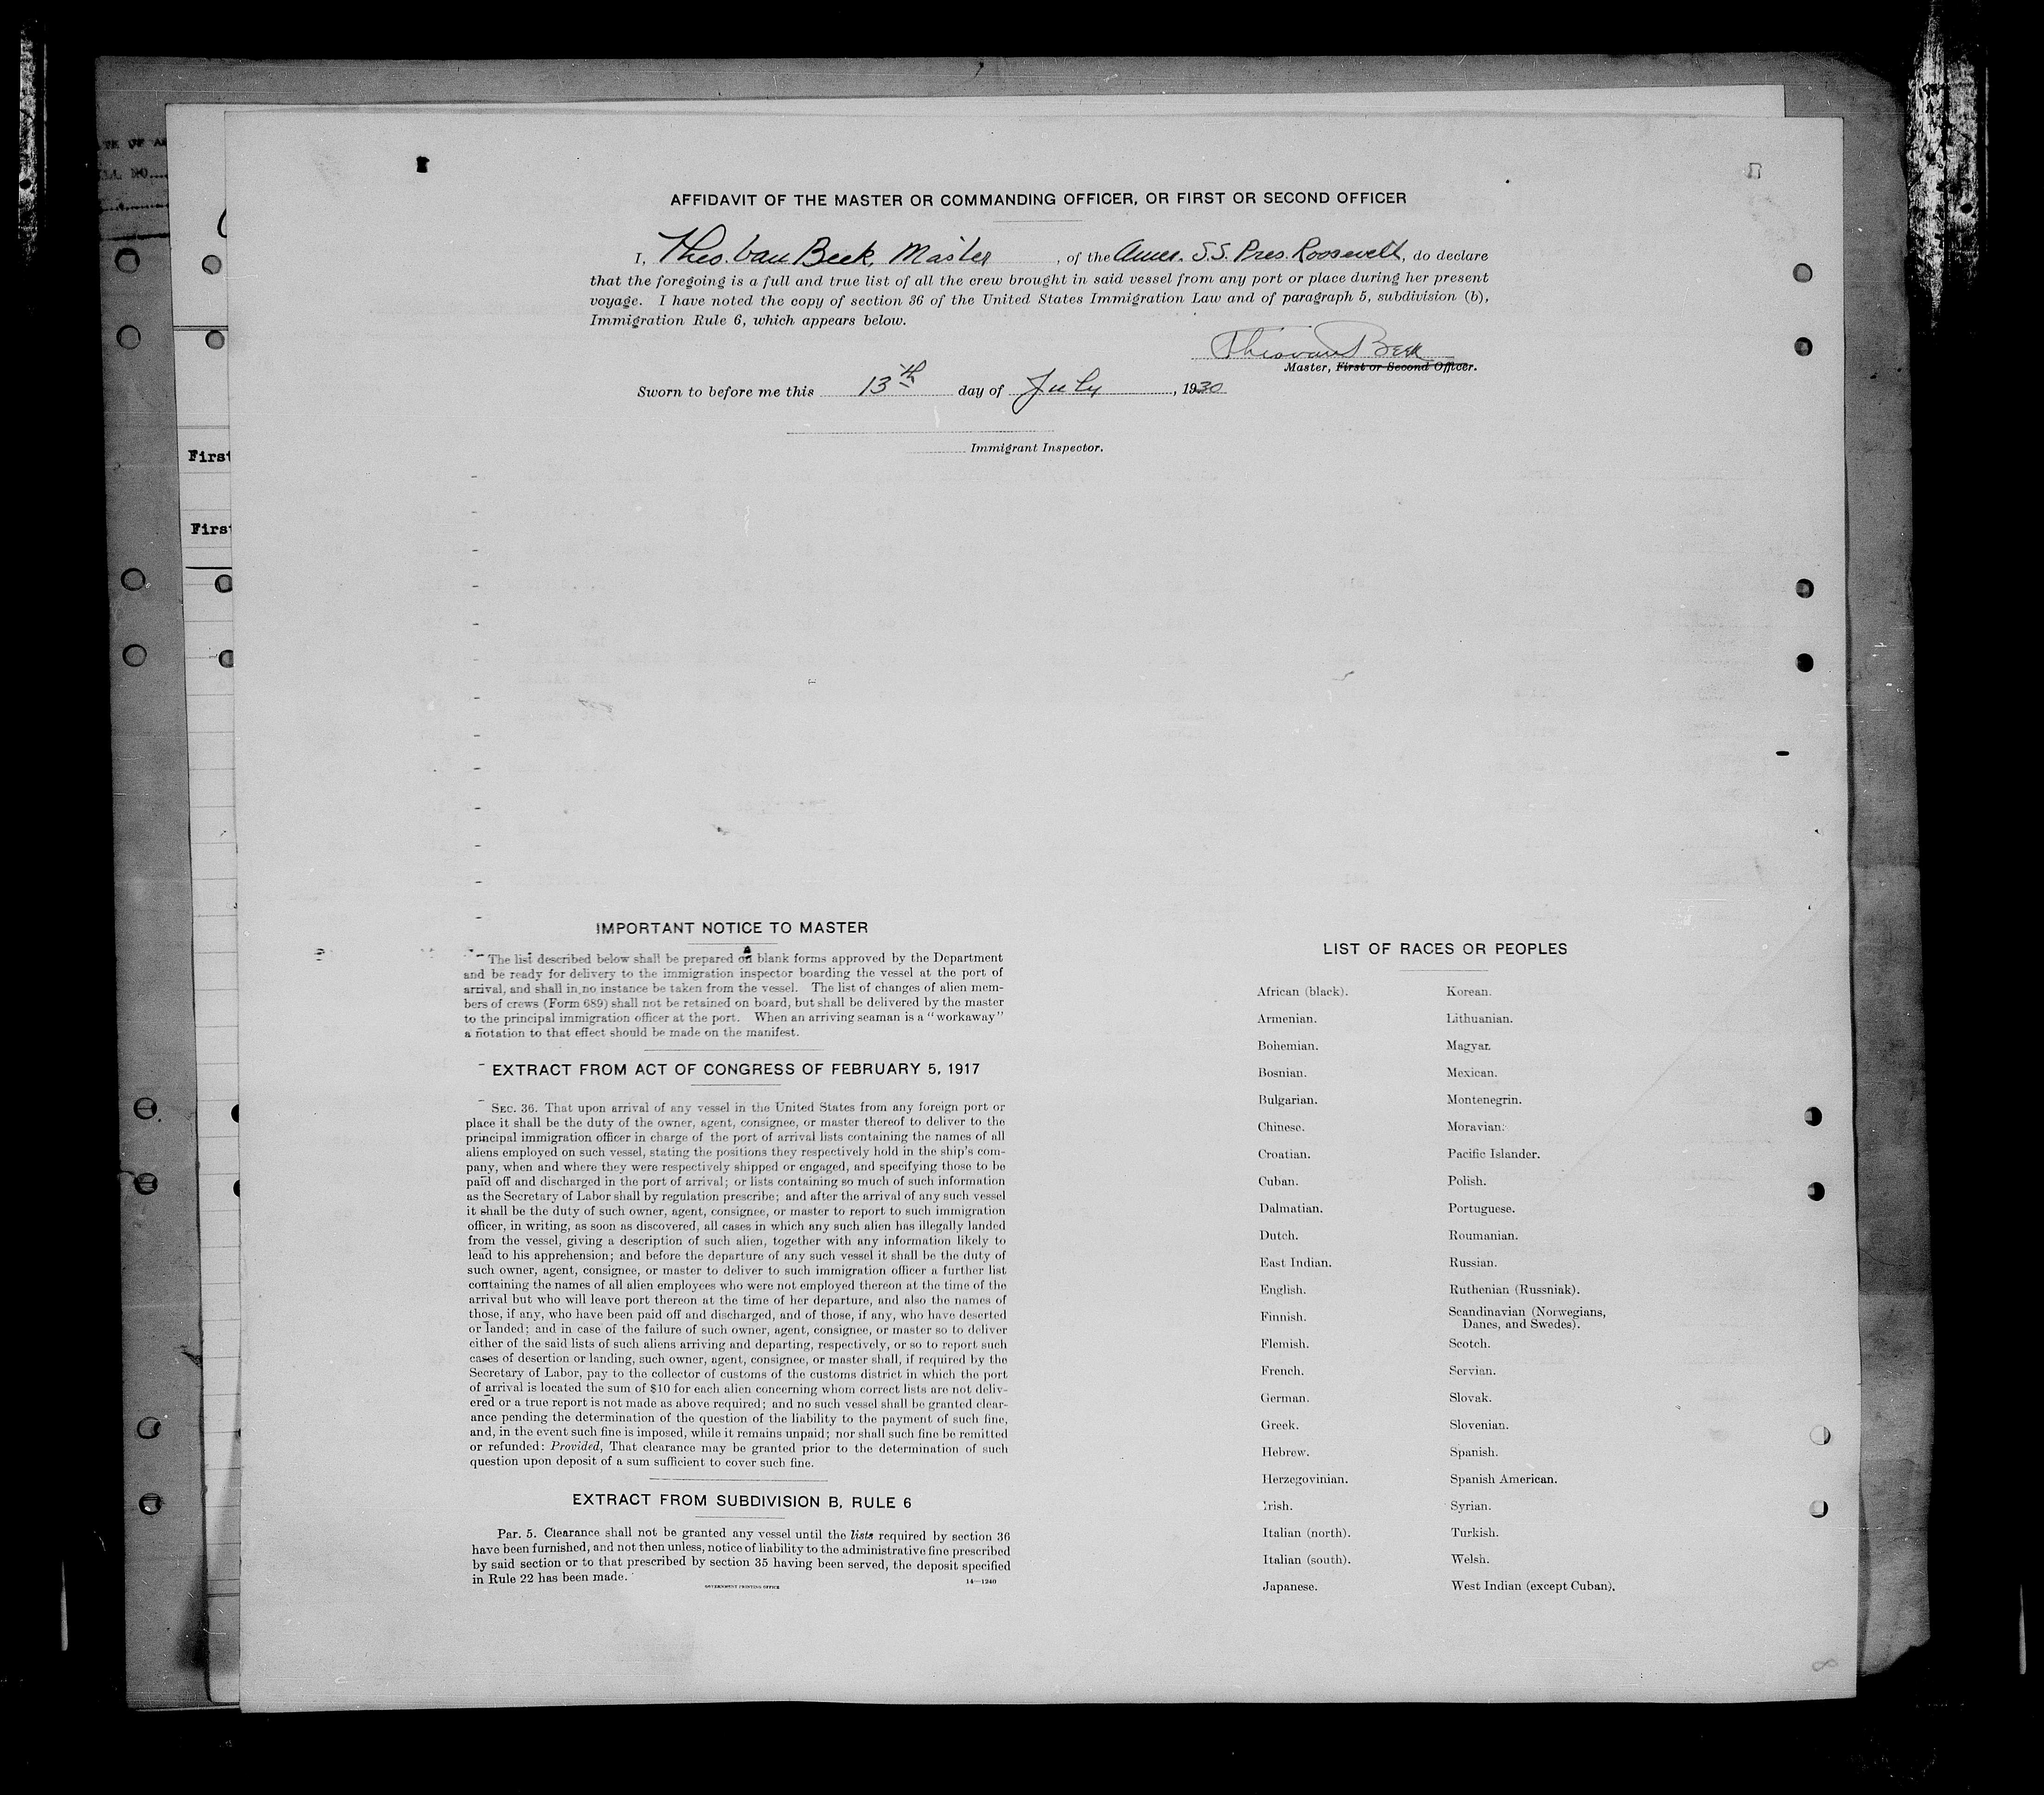 TE OF A
First
First
AFFIDAVIT OF THE MASTER OR COMMANDING OFFICER, OR FIRST OR SECOND OFFICER
I, Theo. van Beek, Master, of the Amer. S.S. Pres. Roosevelt, do declare
that the foregoing is a full and true list of all the crew brought in said vessel from any port or place during her present
voyage. I have noted the copy of section 36 of the United States Immigration Law and of paragraph 5, subdivision (b),
Immigration Rule 6, which appears below.
Theo van Beek
Master, First or Second Officer.
Sworn to before me this 13th day of July, 1930
Immigrant Inspector.
IMPORTANT NOTICE TO MASTER
The list described below shall be prepared on blank forms approved by the Department
and be ready for delivery to the immigration inspector boarding the vessel at the port of
arrival, and shall in no instance be taken from the vessel. The list of changes of alien mem-
bers of crews (Form 689) shall not be retained on board, but shall be delivered by the master
to the principal immigration officer at the port. When an arriving seaman is a "workaway"
a notation to that effect should be made on the manifest.
EXTRACT FROM ACT OF CONGRESS OF FEBRUARY 5, 1917
SEC. 36. That upon arrival of any vessel in the United States from any foreign port or
place it shall be the duty of the owner, agent, consignee, or master thereof to deliver to the
principal immigration officer in charge of the port of arrival lists containing the names of all
aliens employed on such vessel, stating the positions they respectively hold in the ship's com-
pany, when and where they were respectively shipped or engaged, and specifying those to be
paid off and discharged in the port of arrival; or lists containing so much of such information
as the Secretary of Labor shall by regulation prescribe; and after the arrival of any such vessel
it shall be the duty of such owner, agent, consignee, or master to report to such immigration
officer, in writing, as soon as discovered, all cases in which any such alien has illegally landed
from the vessel, giving a description of such alien, together with any information likely to
lead to his apprehension; and before the departure of any such vessel it shall be the duty of
such owner, agent, consignee, or master to deliver to such immigration officer a further list
containing the names of all alien employees who were not employed thereon at the time of the
arrival but who will leave port thereon at the time of her departure, and also the names of
those, if any, who have been paid off and discharged, and of those, if any, who have deserted
or landed; and in case of the failure of such owner, agent, consignee, or master so to deliver
either of the said lists of such aliens arriving and departing, respectively, or so to report such
cases of desertion or landing, such owner, agent, consignee, or master shall, if required by the
Secretary of Labor, pay to the collector of customs of the customs district in which the port
of arrival is located the sum of $10 for each alien concerning whom correct lists are not deliv-
ered or a true report is not made as above required; and no such vessel shall be granted clear-
ance pending the determination of the question of the liability to the payment of such fine,
and, in the event such fine is imposed, while it remains unpaid; nor shall such fine be remitted
or refunded: Provided, That clearance may be granted prior to the determination of such
question upon deposit of a sum sufficient to cover such fine.
EXTRACT FROM SUBDIVISION B, RULE 6
Par. 5. Clearance shall not be granted any vessel until the lists required by section 36
have been furnished, and not then unless, notice of liability to the administrative fine prescribed
by said section or to that prescribed by section 35 having been served, the deposit specified
in Rule 22 has been made.
GOVERNMENT PRINTING OFFICE 14—1240
LIST OF RACES OR PEOPLES
African (black).
Armenian.
Bohemian.
Bosnian.
Bulgarian.
Chinese.
Croatian.
Cuban.
Dalmatian.
Dutch.
East Indian.
English.
Finnish.
Flemish.
French.
German.
Greek.
Hebrew.
Herzegovinian.
Irish.
Italian (north).
Italian (south).
Japanese.
Korean.
Lithuanian.
Magyar.
Mexican.
Montenegrin.
Moravian.
Pacific Islander.
Polish.
Portuguese.
Roumanian.
Russian.
Ruthenian (Russniak).
Scandinavian (Norwegians,
Danes, and Swedes).
Scotch.
Servian.
Slovak.
Slovenian.
Spanish.
Spanish American.
Syrian.
Turkish.
Welsh.
West Indian (except Cuban).
8